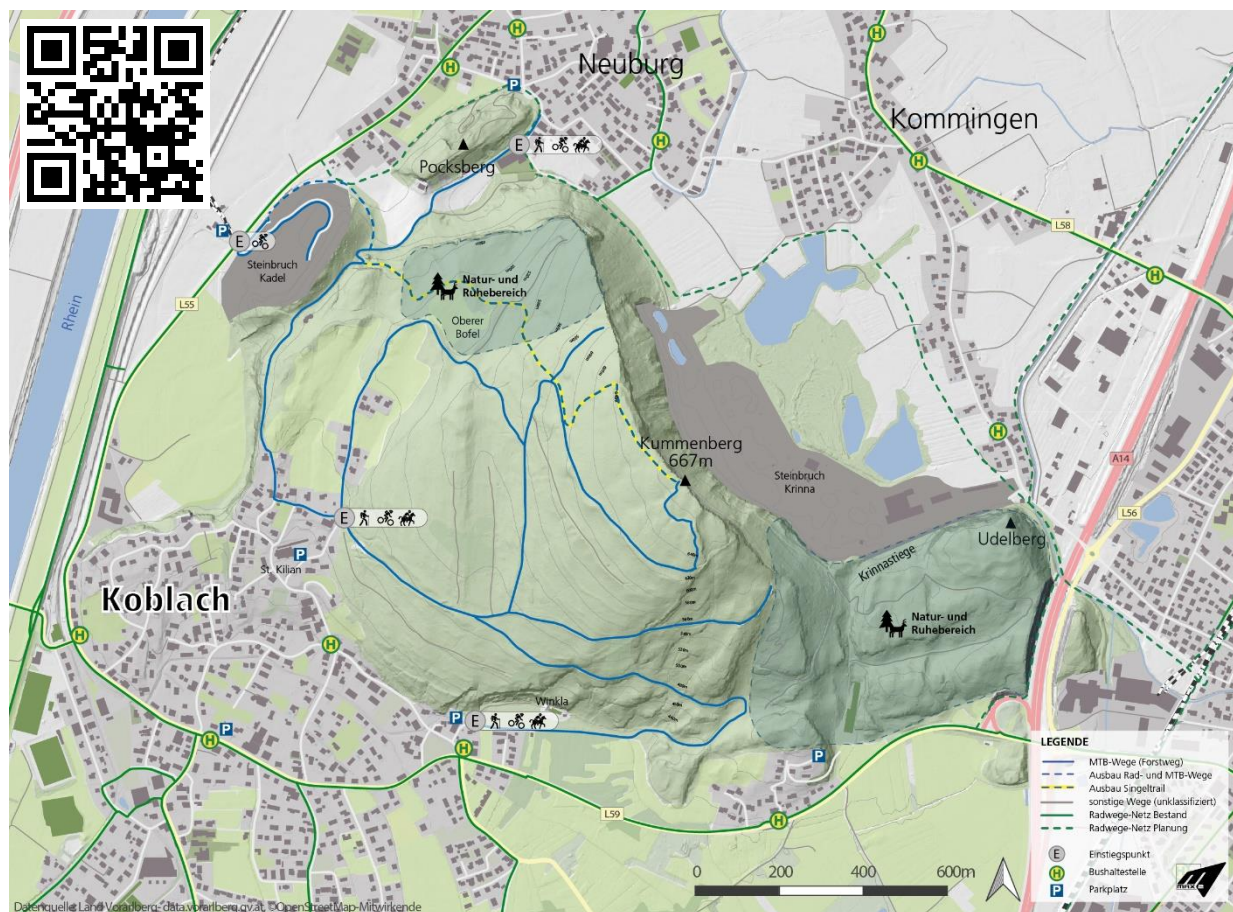 Neuburg
Kommingen
Pocksberg
E
L58
Steinbruch
Kadel
Natur- und
Ruhebereich
Oberer
Bofel
L55
Rhein
Kummenberg
667m
Steinbruch
Krinna
A14
L56
Udelberg
Krinnastiege
St. Kilian
Koblach
Natur- und
Ruhebereich
Winkla
L59
LEGENDE
MTB-Wege (Forstweg)
Ausbau Rad- und MTB-Wege
Ausbau Singeltrail
sonstige Wege (unklassifiziert)
Radwege-Netz Bestand
Radwege-Netz Planung
E Einstiegspunkt
H Bushaltestelle
P Parkplatz
0 200 400 600m
Datenquelle: Land Vorarlberg- data.vorarlberg.gv.at, ©OpenStreetMap-Mitwirkende